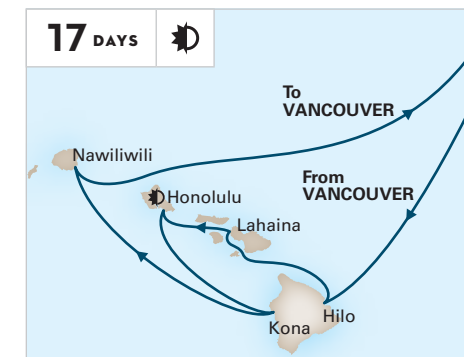 17 DAYS
To
VANCOUVER
Nawiliwili
From
VANCOUVER
Honolulu
Lahaina
Hilo
Kona